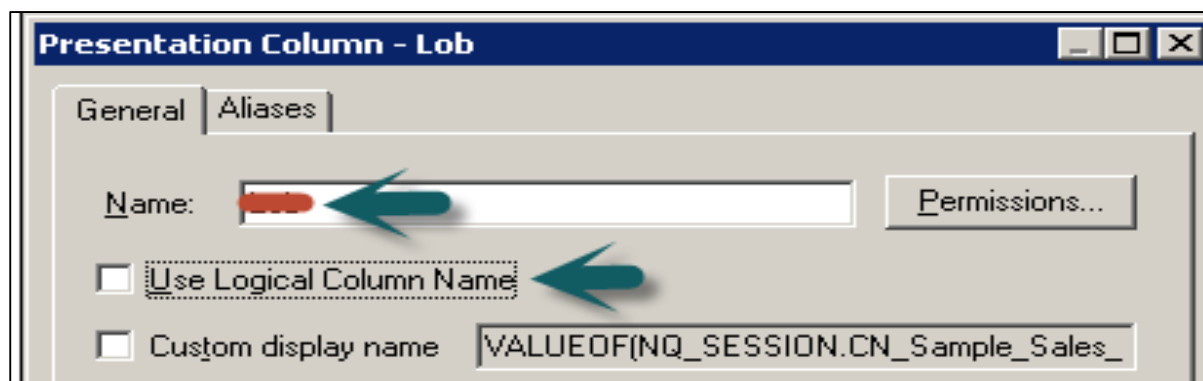 Presentation Column - Lob
General Aliases
Name: Permissions...
Use Logical Column Name
Custom display name VALUEOF(NQ_SESSION.CN_Sample_Sales_